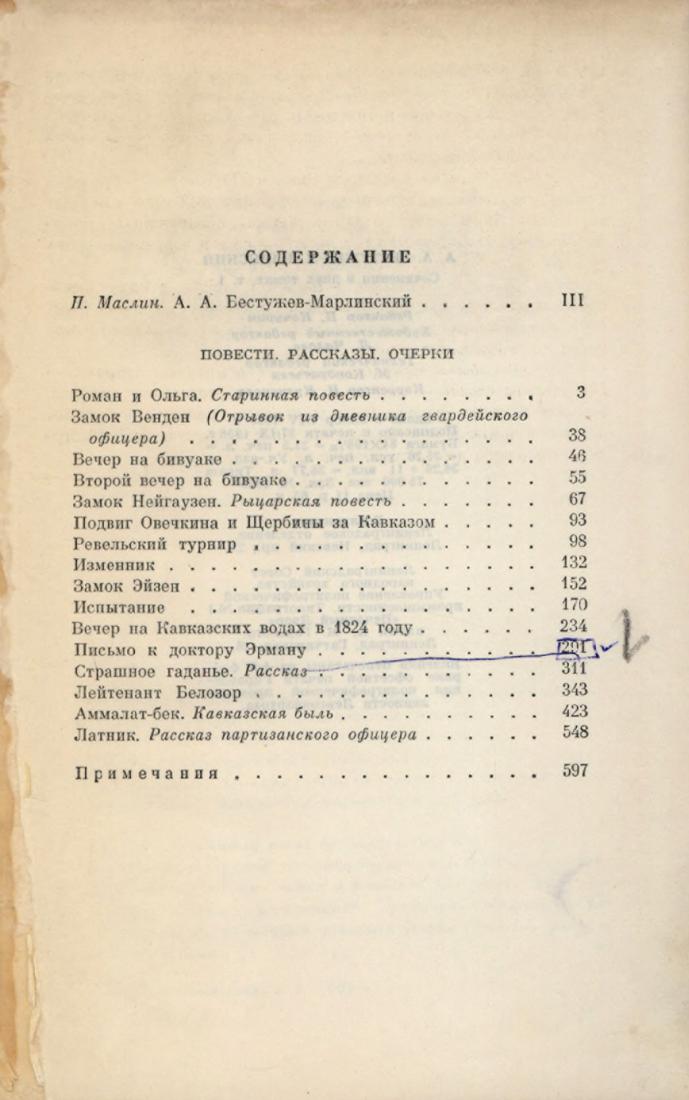 СОДЕРЖАНИЕ
П. Маслин. А. А. Бестужев-Марлинский . . . . . . III
ПОВЕСТИ. РАССКАЗЫ. ОЧЕРКИ
Роман и Ольга. Старинная повесть . . . . . . . . 3
Замок Венден (Отрывок из дневника гвардейского
офицера) . . . . . . . . . . . . . . . . . 38
Вечер на бивуаке . . . . . . . . . . . . . . 46
Второй вечер на бивуаке . . . . . . . . . . . 55
Замок Нейгаузен. Рыцарская повесть . . . . . . . 67
Подвиг Овечкина и Щербины за Кавказом . . . . . 93
Ревельский турнир . . . . . . . . . . . . . 98
Изменник . . . . . . . . . . . . . . . . . 132
Замок Эйзен . . . . . . . . . . . . . . . . 152
Испытание . . . . . . . . . . . . . . . . 170
Вечер на Кавказских водах в 1824 году . . . . . . 234
Письмо к доктору Эрману . . . . . . . . . . 291
Страшное гаданье. Рассказ . . . . . . . . . . 311
Лейтенант Белозор . . . . . . . . . . . . . 343
Аммалат-бек. Кавказская быль . . . . . . . . . 423
Латник. Рассказ партизанского офицера . . . . . . 548
Примечания . . . . . . . . . . . . . . 597